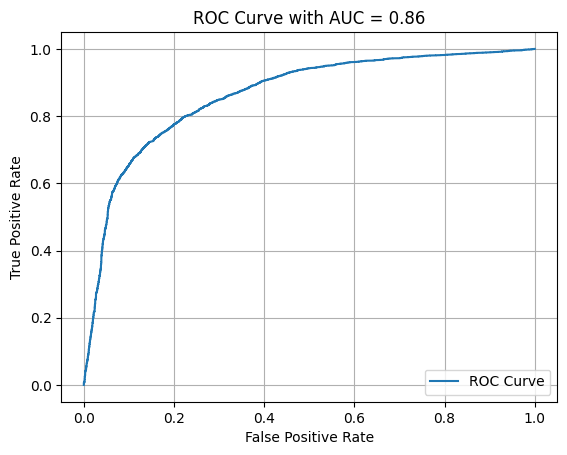 ROC Curve with AUC = 0.86
True Positive Rate
1.0
0.8
0.6
0.4
0.2
0.0
ROC Curve
0.0 0.2 0.4 0.6 0.8 1.0
False Positive Rate